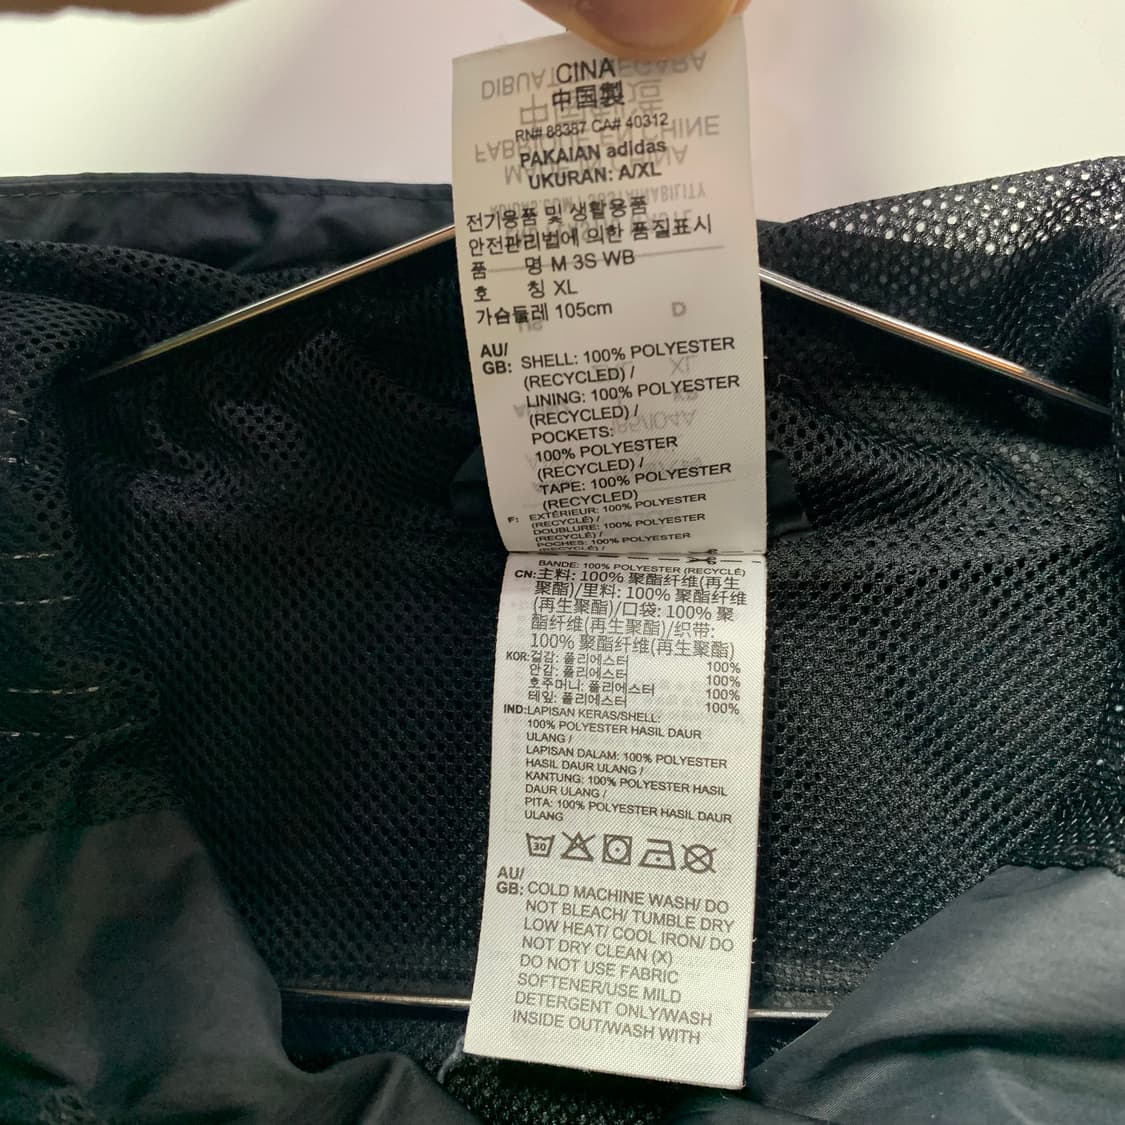 CINA
中国製
RN# 88387 CA# 40312
PAKAIAN adidas
UKURAN: A/XL
전기용품 및 생활용품
안전관리법에 의한 품질표시
품 명 M 3S WB
호 칭 XL
가슴둘레 105cm
AU/
GB: SHELL: 100% POLYESTER
(RECYCLED) /
LINING: 100% POLYESTER
(RECYCLED) /
POCKETS:
100% POLYESTER
(RECYCLED) /
TAPE: 100% POLYESTER
(RECYCLED)
F: EXTÉRIEUR: 100% POLYESTER
(RECYCLÉ) /
DOUBLURE: 100% POLYESTER
(RECYCLÉ) /
POCHES: 100% POLYESTER
(RECYCLÉ) /
BANDE: 100% POLYESTER (RECYCLÉ)
CN: 主料: 100% 聚酯纤维(再生
聚酯)/里料: 100% 聚酯纤维
(再生聚酯)/口袋: 100% 聚
酯纤维(再生聚酯)/织带:
100% 聚酯纤维(再生聚酯)
KOR: 겉감: 폴리에스터 100%
안감: 폴리에스터 100%
호주머니: 폴리에스터 100%
테잎: 폴리에스터 100%
IND: LAPISAN KERAS/SHELL:
100% POLYESTER HASIL DAUR
ULANG /
LAPISAN DALAM: 100% POLYESTER
HASIL DAUR ULANG /
KANTUNG: 100% POLYESTER HASIL
DAUR ULANG /
PITA: 100% POLYESTER HASIL DAUR
ULANG
30
AU/
GB: COLD MACHINE WASH/ DO
NOT BLEACH/ TUMBLE DRY
LOW HEAT/ COOL IRON/ DO
NOT DRY CLEAN (X)
DO NOT USE FABRIC
SOFTENER/USE MILD
DETERGENT ONLY/WASH
INSIDE OUT/WASH WITH